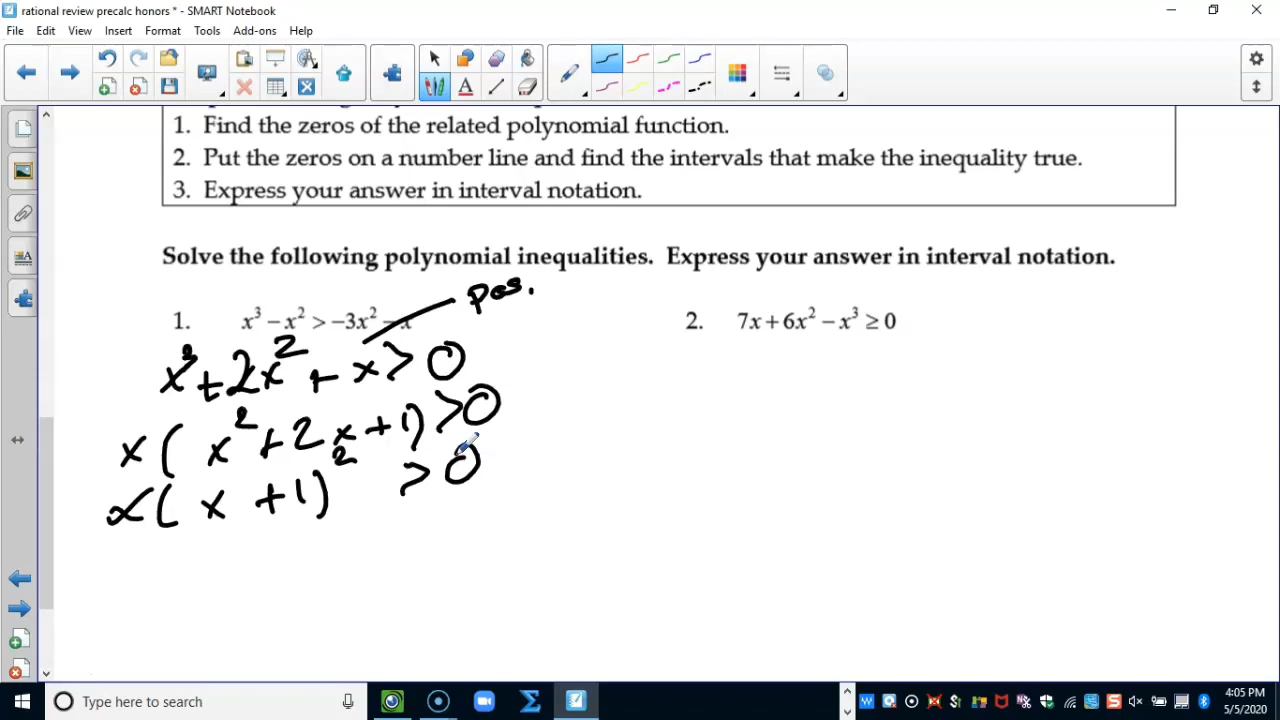 rational review precalc honors * - SMART Notebook
File Edit View Insert Format Tools Add-ons Help
1. Find the zeros of the related polynomial function.
2. Put the zeros on a number line and find the intervals that make the inequality true.
3. Express your answer in interval notation.
Solve the following polynomial inequalities. Express your answer in interval notation.
pos.
1. x³ – x² > –3x² – x
2. 7x + 6x² – x³ ≥ 0
x³ + 2x² + x > 0
x ( x² + 2x + 1) > 0
x ( x + 1)² > 0
Type here to search
4:05 PM
5/5/2020